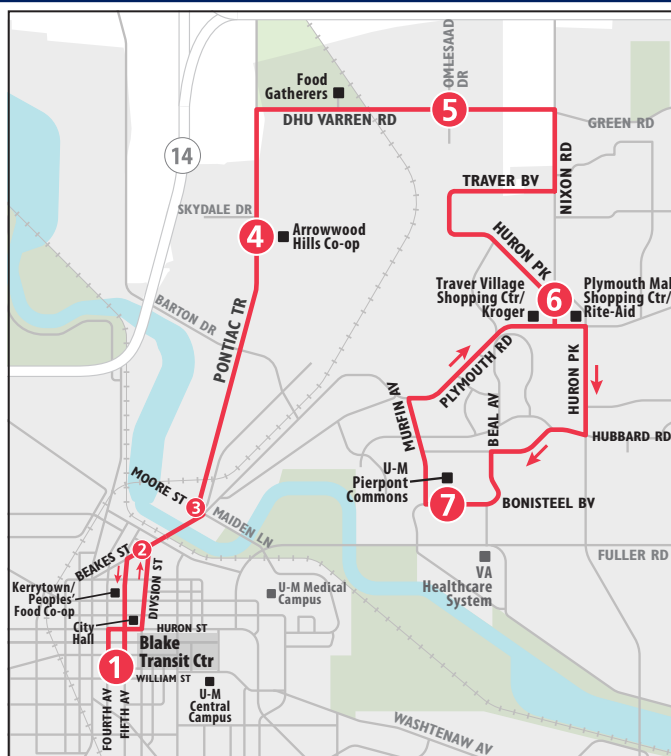 OMLESAAD
DR
Food
Gatherers
5
DHU VARREN RD
GREEN RD
NIXON RD
14
TRAVER BV
SKYDALE DR
4
Arrowwood
Hills Co-op
HURON PK
Traver Village
Shopping Ctr/
Kroger
6
Plymouth Mal
Shopping Ctr/
Rite-Aid
BARTON DR
PONTIAC TR
PLYMOUTH RD
HURON PK
MURFIN AV
BEAL AV
HUBBARD RD
U-M
Pierpont
Commons
7
BONISTEEL BV
MOORE ST
3
MAIDEN LN
BEAKES ST
2
FULLER RD
DIVSION ST
Kerrytown/
Peoples'
Food Co-op
U-M Medical
Campus
VA
Healthcare
System
City
Hall
HURON ST
1
Blake
Transit Ctr
WILLIAM ST
FOURTH AV
FIFTH AV
U-M
Central
Campus
WASHTENAW AV